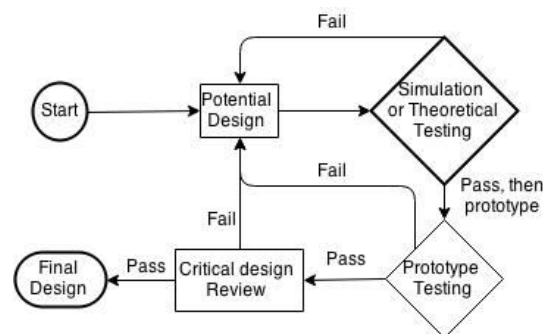 Fail
Start
Potential
Design
Simulation
or Theoretical
Testing
Fail
Pass, then
prototype
Fail
Final
Design
Pass
Critical design
Review
Pass
Prototype
Testing